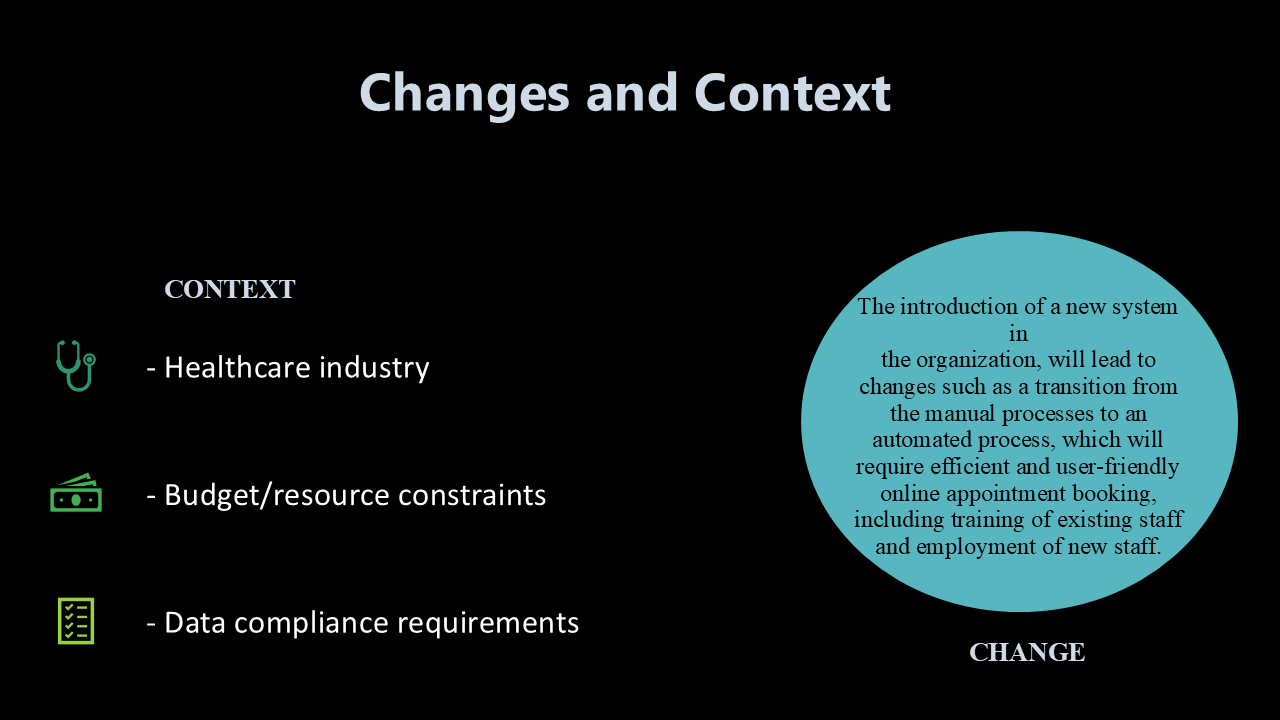 Changes and Context
CONTEXT
- Healthcare industry
- Budget/resource constraints
- Data compliance requirements
The introduction of a new system
in
the organization, will lead to
changes such as a transition from
the manual processes to an
automated process, which will
require efficient and user-friendly
online appointment booking,
including training of existing staff
and employment of new staff.
CHANGE